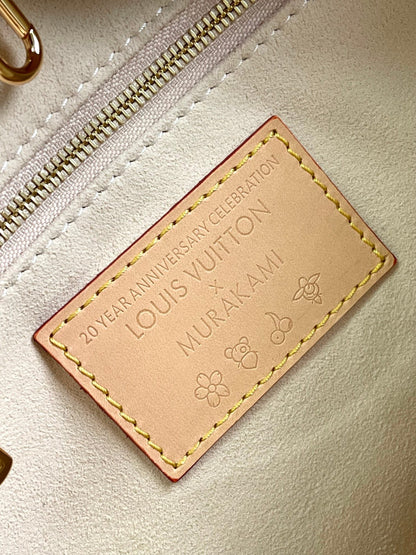 20 YEAR ANNIVERSARY CELEBRATION
LOUIS VUITTON
×
MURAKAMI